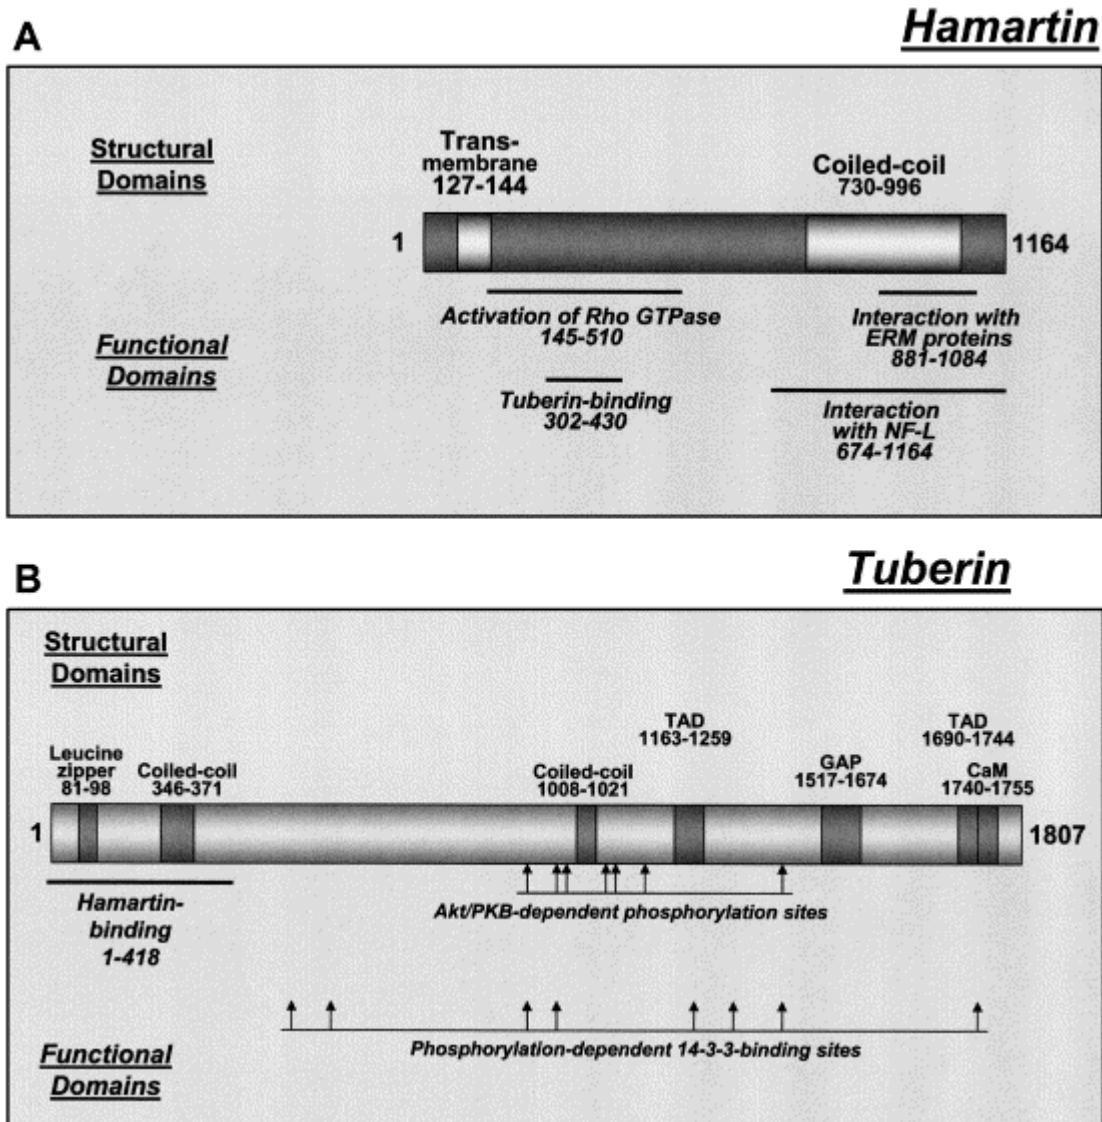 A
Hamartin
Structural
Domains
Trans-
membrane
127-144
Coiled-coil
730-996
1
1164
Activation of Rho GTPase
145-510
Interaction with
ERM proteins
881-1084
Functional
Domains
Tuberin-binding
302-430
Interaction
with NF-L
674-1164
B
Tuberin
Structural
Domains
Leucine
zipper
81-98
Coiled-coil
346-371
Coiled-coil
1008-1021
TAD
1163-1259
GAP
1517-1674
TAD
1690-1744
CaM
1740-1755
1
1807
Hamartin-
binding
1-418
Akt/PKB-dependent phosphorylation sites
Phosphorylation-dependent 14-3-3-binding sites
Functional
Domains